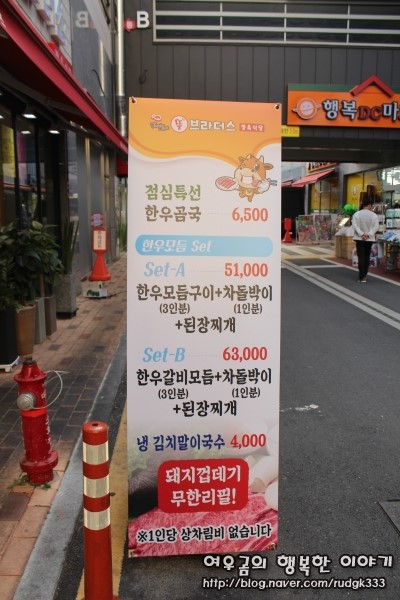 B B
뚱 브라더스 정육식당
점심특선
한우곰국 6,500
한우모듬 Set
Set-A 51,000
한우모듬구이+차돌박이
(3인분) (1인분)
+된장찌개
Set-B 63,000
한우갈비모듬+차돌박이
(3인분) (1인분)
+된장찌개
냉 김치말이국수 4,000
돼지껍데기
무한리필!
※1인당 상차림비 없습니다
행복DC마
여우곰의 행복한 이야기
http://blog.naver.com/rudgk333